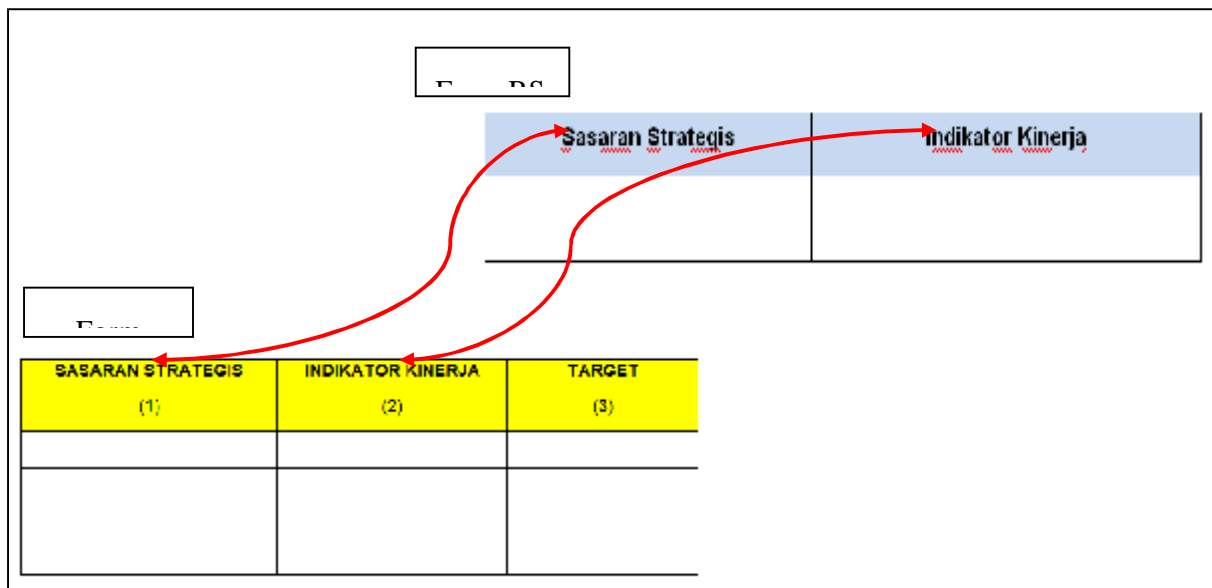 Sasaran Strategis
Indikator Kinerja
SASARAN STRATEGIS
INDIKATOR KINERJA
TARGET
(1)
(2)
(3)